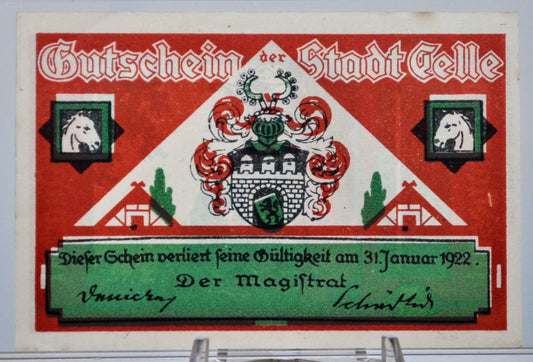 Gutschein der Stadt Celle
Dieser Schein verliert seine Gültigkeit am 31. Januar 1922.
Der Magistrat